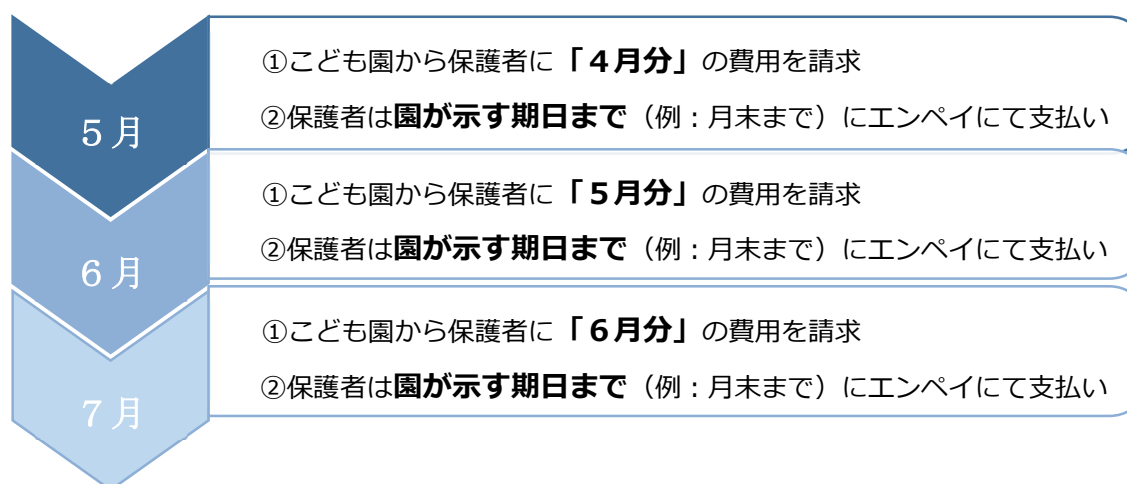 5月
①こども園から保護者に「4月分」の費用を請求
②保護者は園が示す期日まで（例：月末まで）にエンペイにて支払い
6月
①こども園から保護者に「5月分」の費用を請求
②保護者は園が示す期日まで（例：月末まで）にエンペイにて支払い
7月
①こども園から保護者に「6月分」の費用を請求
②保護者は園が示す期日まで（例：月末まで）にエンペイにて支払い